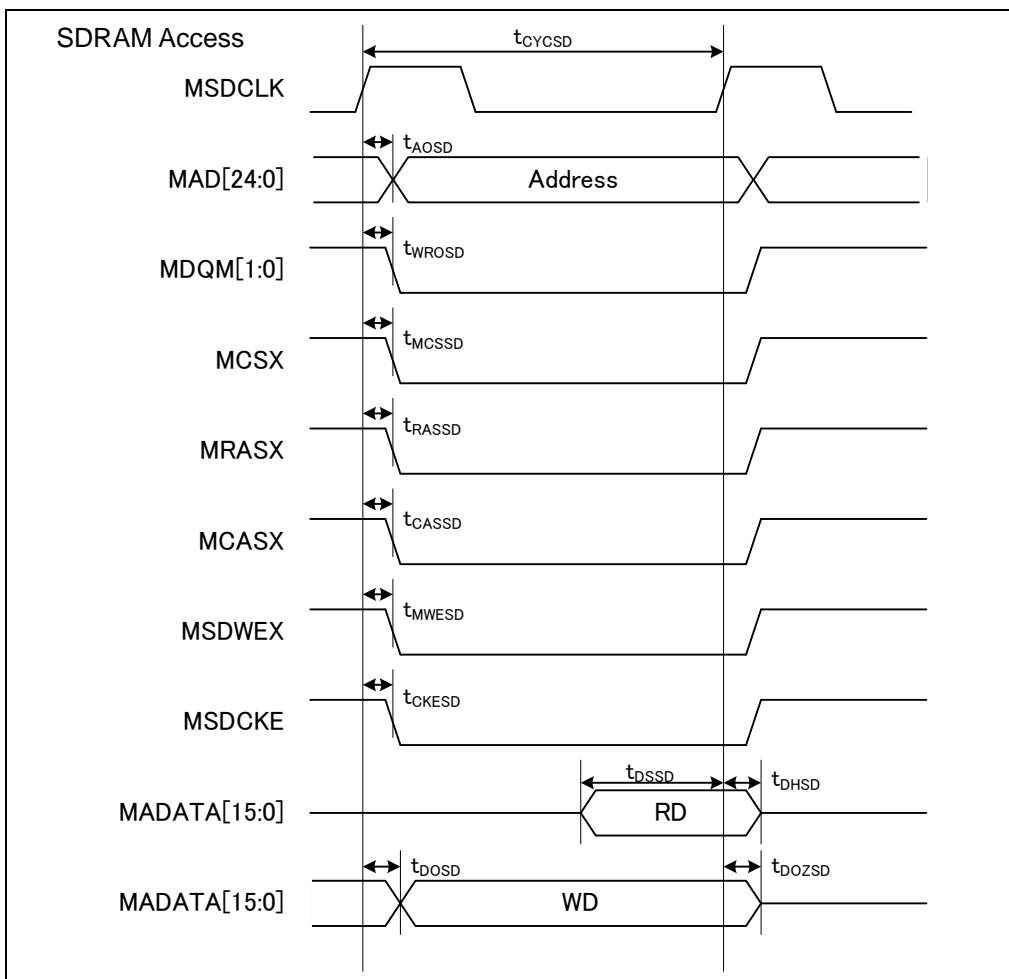 SDRAM Access
tCYCSD
MSDCLK
tAOSD
MAD[24:0]
Address
tWROSD
MDQM[1:0]
tMCSSD
MCSX
tRASSD
MRASX
tCASSD
MCASX
tMWESD
MSDWEX
tCKESD
MSDCKE
tDSSD
tDHSD
MADATA[15:0]
RD
tDOSD
tDOZSD
MADATA[15:0]
WD